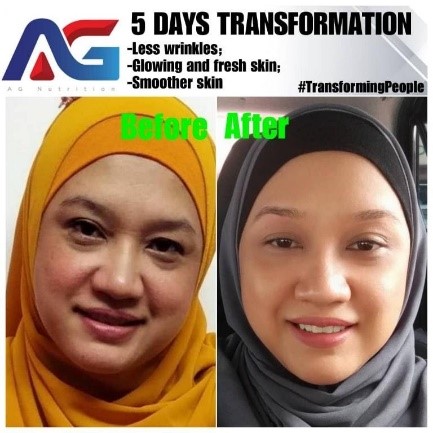 5 DAYS TRANSFORMATION
-Less wrinkles;
-Glowing and fresh skin;
-Smoother skin
#TransformingPeople
AG
AG Nutrition
Before After